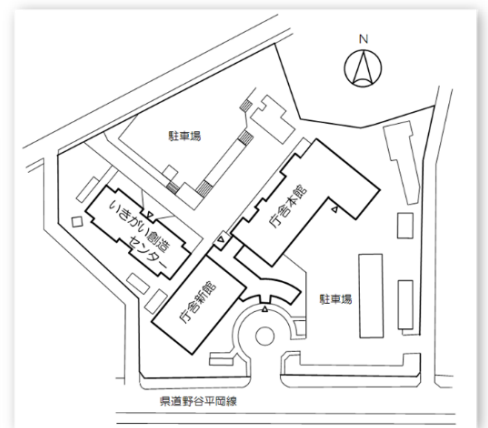 N
駐車場
庁舎本館
いきがい創造
センター
庁舎新館
駐車場
県道野谷平岡線